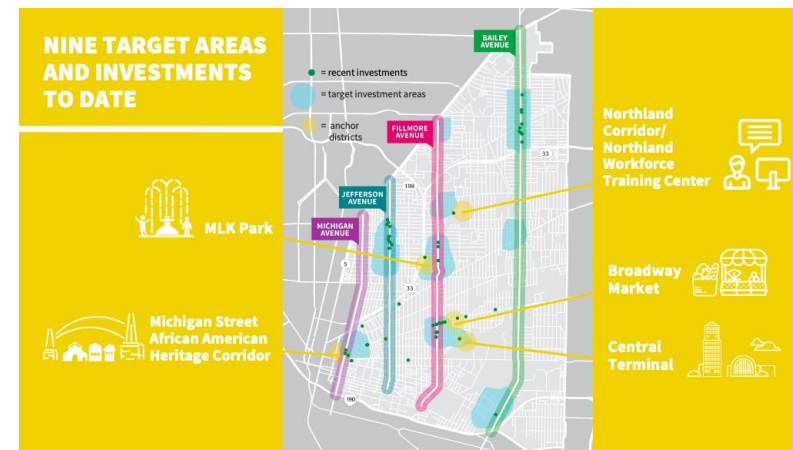 NINE TARGET AREAS
AND INVESTMENTS
TO DATE
= recent investments
= target investment areas
= anchor
districts
BAILEY
AVENUE
FILLMORE
AVENUE
JEFFERSON
AVENUE
MICHIGAN
AVENUE
33
198
5
33
190
MLK Park
Michigan Street
African American
Heritage Corridor
Northland
Corridor/
Northland
Workforce
Training Center
Broadway
Market
Central
Terminal